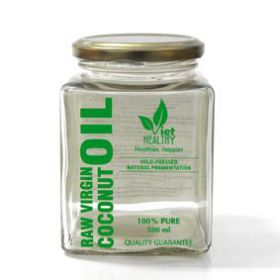 RAW VIRGIN
COCONUT
OIL
Viet
HEALTHY
Healthier, Happier
COLD-PRESSED
NATURAL FERMENTATION
100% PURE
500 ml
QUALITY GUARANTEE